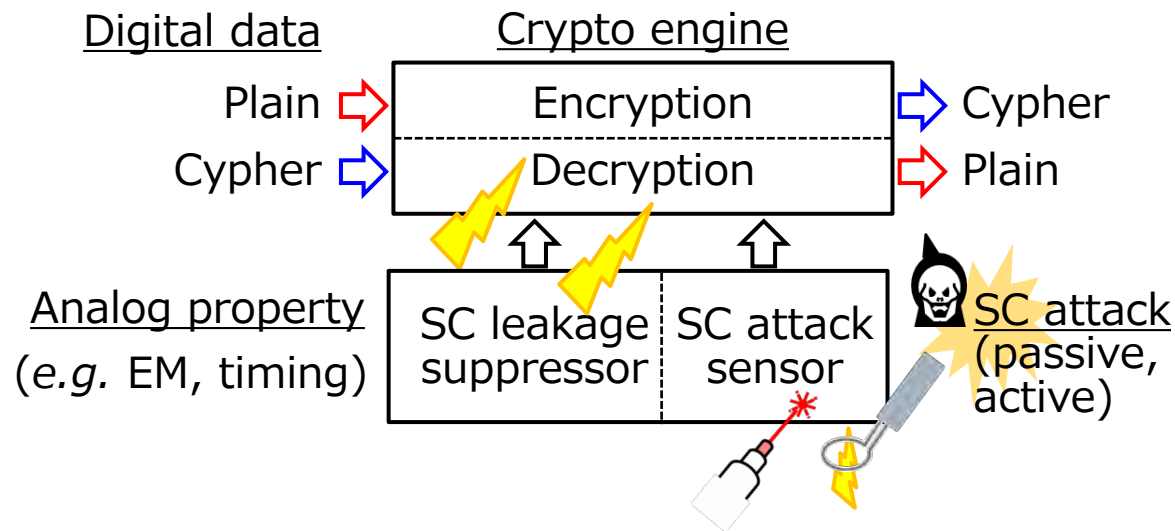 Digital data
Crypto engine
Plain
Encryption
Cypher
Cypher
Decryption
Plain
Analog property
(e.g. EM, timing)
SC leakage
suppressor
SC attack
sensor
SC attack
(passive,
active)